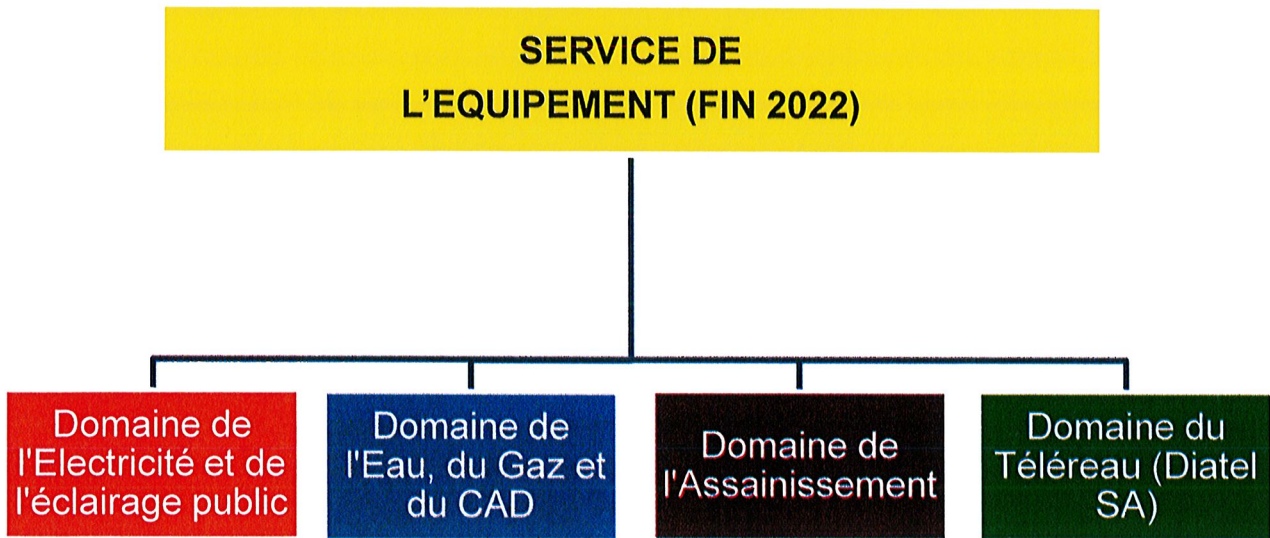 SERVICE DE
L'EQUIPEMENT (FIN 2022)
Domaine de
l'Electricité et de
l'éclairage public
Domaine de
l'Eau, du Gaz et
du CAD
Domaine de
l'Assainissement
Domaine du
Téléreau (Diatel
SA)